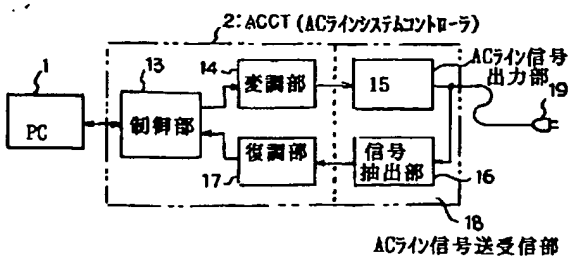 2:ACCT(ACラインシステムコントローラ)
1
PC
13
制御部
14
変調部
15
ACライン信号
出力部
19
復調部
17
信号
抽出部
16
18
ACライン信号送受信部